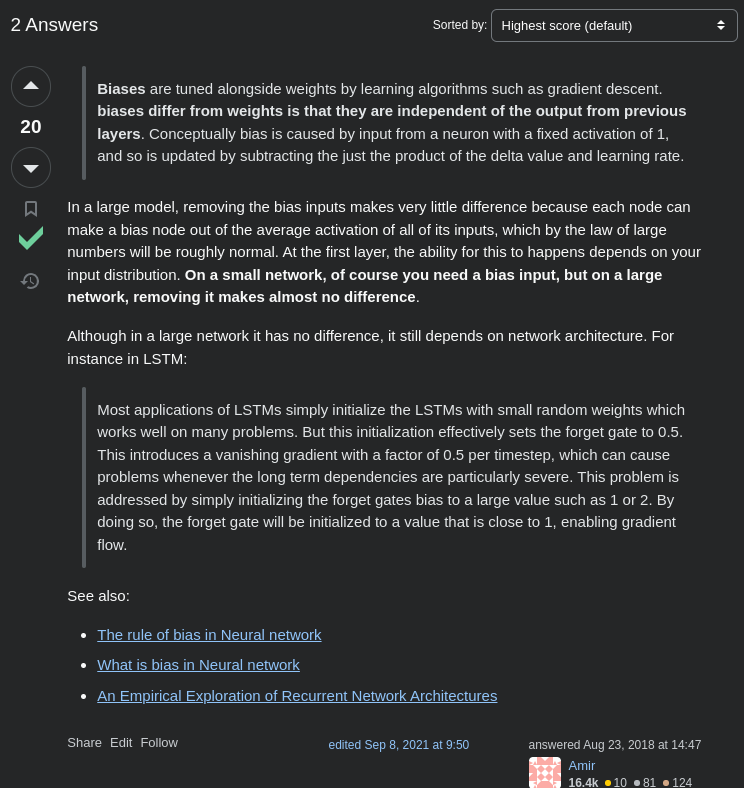 2 Answers
Sorted by: Highest score (default)
20
Biases are tuned alongside weights by learning algorithms such as gradient descent.
biases differ from weights is that they are independent of the output from previous
layers. Conceptually bias is caused by input from a neuron with a fixed activation of 1,
and so is updated by subtracting the just the product of the delta value and learning rate.
In a large model, removing the bias inputs makes very little difference because each node can
make a bias node out of the average activation of all of its inputs, which by the law of large
numbers will be roughly normal. At the first layer, the ability for this to happens depends on your
input distribution. On a small network, of course you need a bias input, but on a large
network, removing it makes almost no difference.
Although in a large network it has no difference, it still depends on network architecture. For
instance in LSTM:
Most applications of LSTMs simply initialize the LSTMs with small random weights which
works well on many problems. But this initialization effectively sets the forget gate to 0.5.
This introduces a vanishing gradient with a factor of 0.5 per timestep, which can cause
problems whenever the long term dependencies are particularly severe. This problem is
addressed by simply initializing the forget gates bias to a large value such as 1 or 2. By
doing so, the forget gate will be initialized to a value that is close to 1, enabling gradient
flow.
See also:
• The rule of bias in Neural network
• What is bias in Neural network
• An Empirical Exploration of Recurrent Network Architectures
Share Edit Follow edited Sep 8, 2021 at 9:50 answered Aug 23, 2018 at 14:47
Amir
16.4k 10 81 124